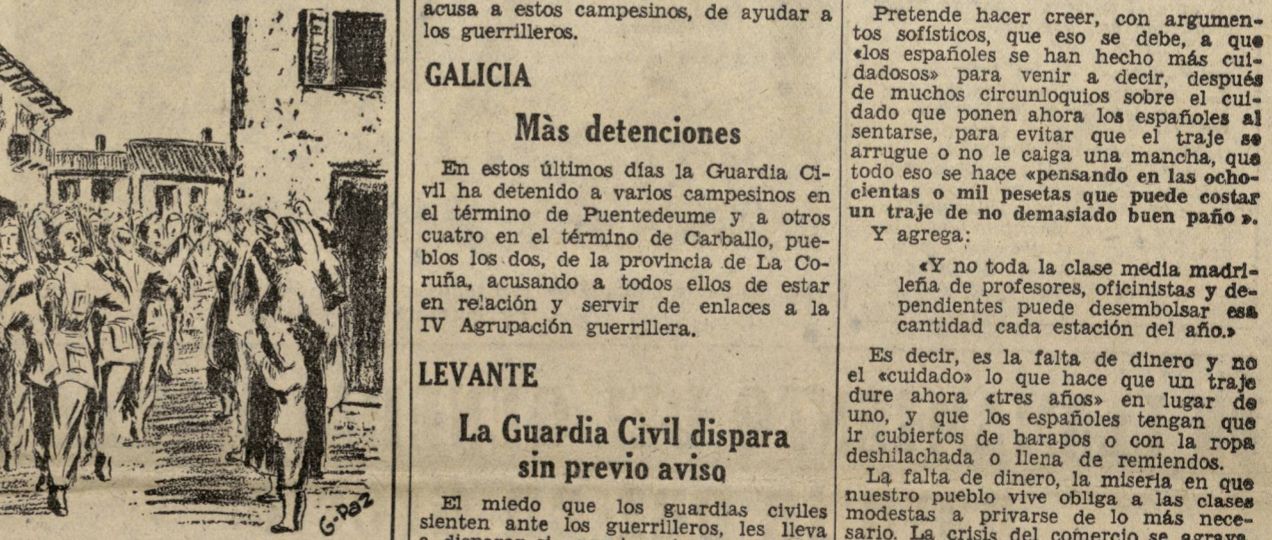 G-Paz
acusa a estos campesinos, de ayudar a
los guerrilleros.
GALICIA
Màs detenciones
En estos últimos días la Guardia Ci-
vil ha detenido a varios campesinos en
el término de Puentedeume y a otros
cuatro en el término de Carballo, pue-
blos los dos, de la provincia de La Co-
ruña, acusando a todos ellos de estar
en relación y servir de enlaces a la
IV Agrupación guerrillera.
LEVANTE
La Guardia Civil dispara
sin previo aviso
El miedo que los guardias civiles
sienten ante los guerrilleros, les lleva
Pretende hacer creer, con argumen-
tos sofísticos, que eso se debe, a que
«los españoles se han hecho más cui-
dadosos» para venir a decir, después
de muchos circunloquios sobre el cui-
dado que ponen ahora los españoles al
sentarse, para evitar que el traje se
arrugue o no le caiga una mancha, que
todo eso se hace «pensando en las ocho-
cientas o mil pesetas que puede costar
un traje de no demasiado buen paño».
Y agrega:
«Y no toda la clase media madri-
leña de profesores, oficinistas y de-
pendientes puede desembolsar esa
cantidad cada estación del año.»
Es decir, es la falta de dinero y no
el «cuidado» lo que hace que un traje
dure ahora «tres años» en lugar de
uno, y que los españoles tengan que
ir cubiertos de harapos o con la ropa
deshilachada o llena de remiendos.
La falta de dinero, la miseria en que
nuestro pueblo vive obliga a las clases
modestas a privarse de lo más nece-
sario. La crisis del comercio se agrava